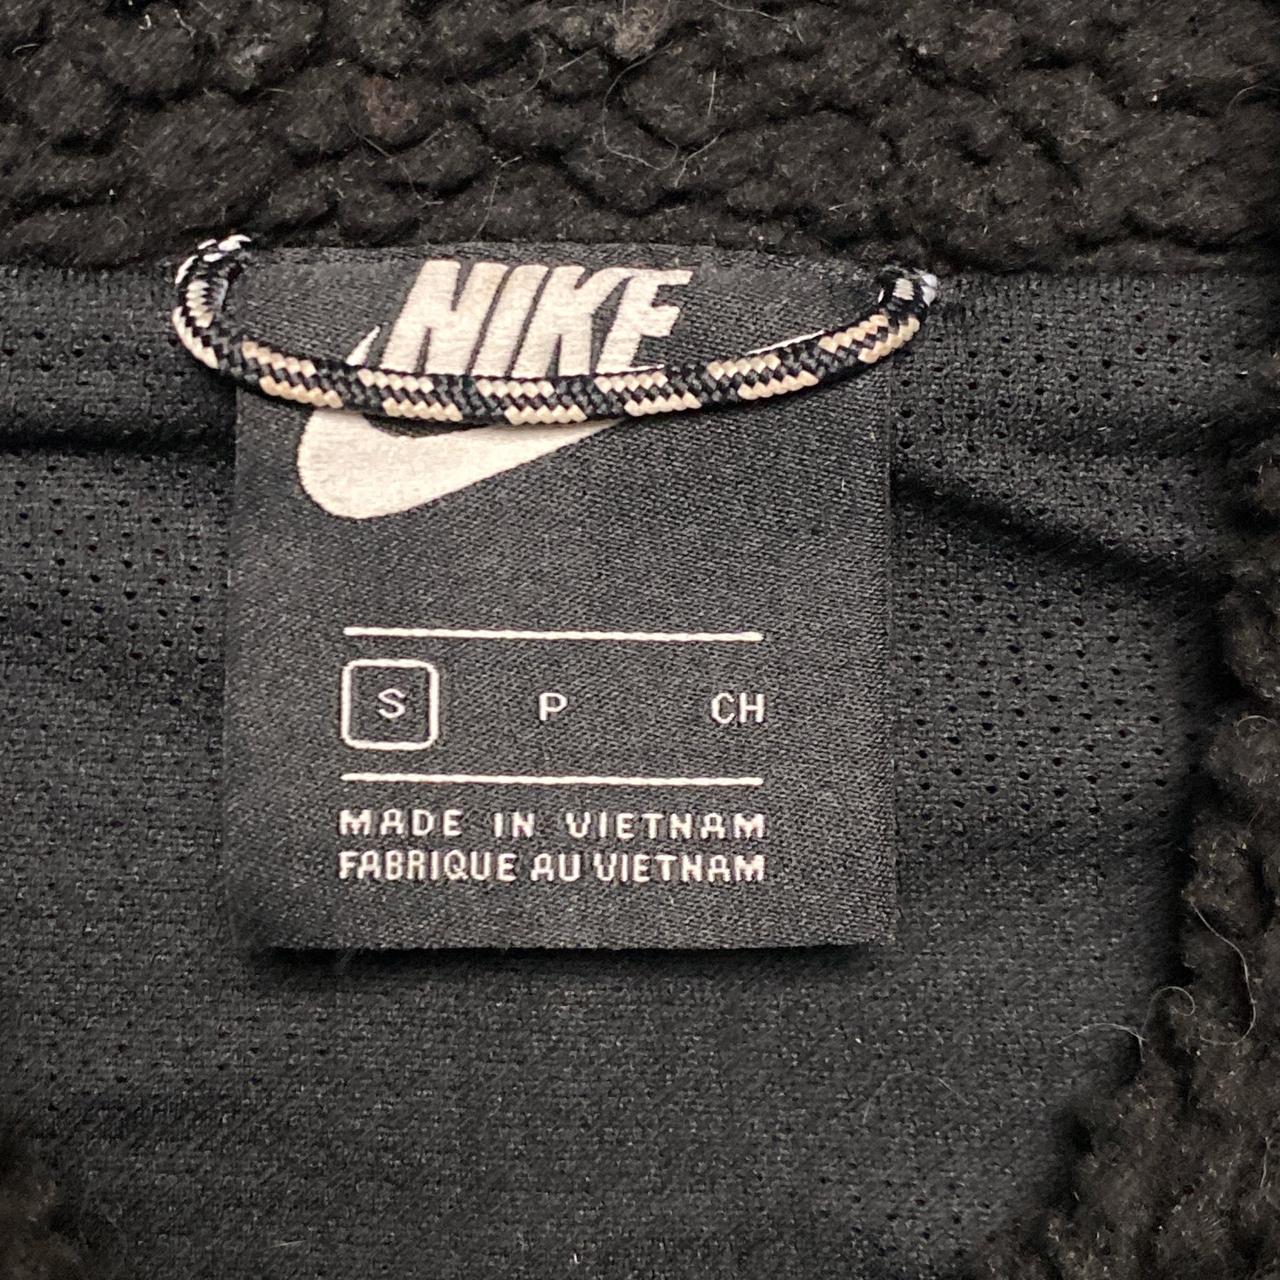 NIKE
S P CH
MADE IN VIETNAM
FABRIQUE AU VIETNAM